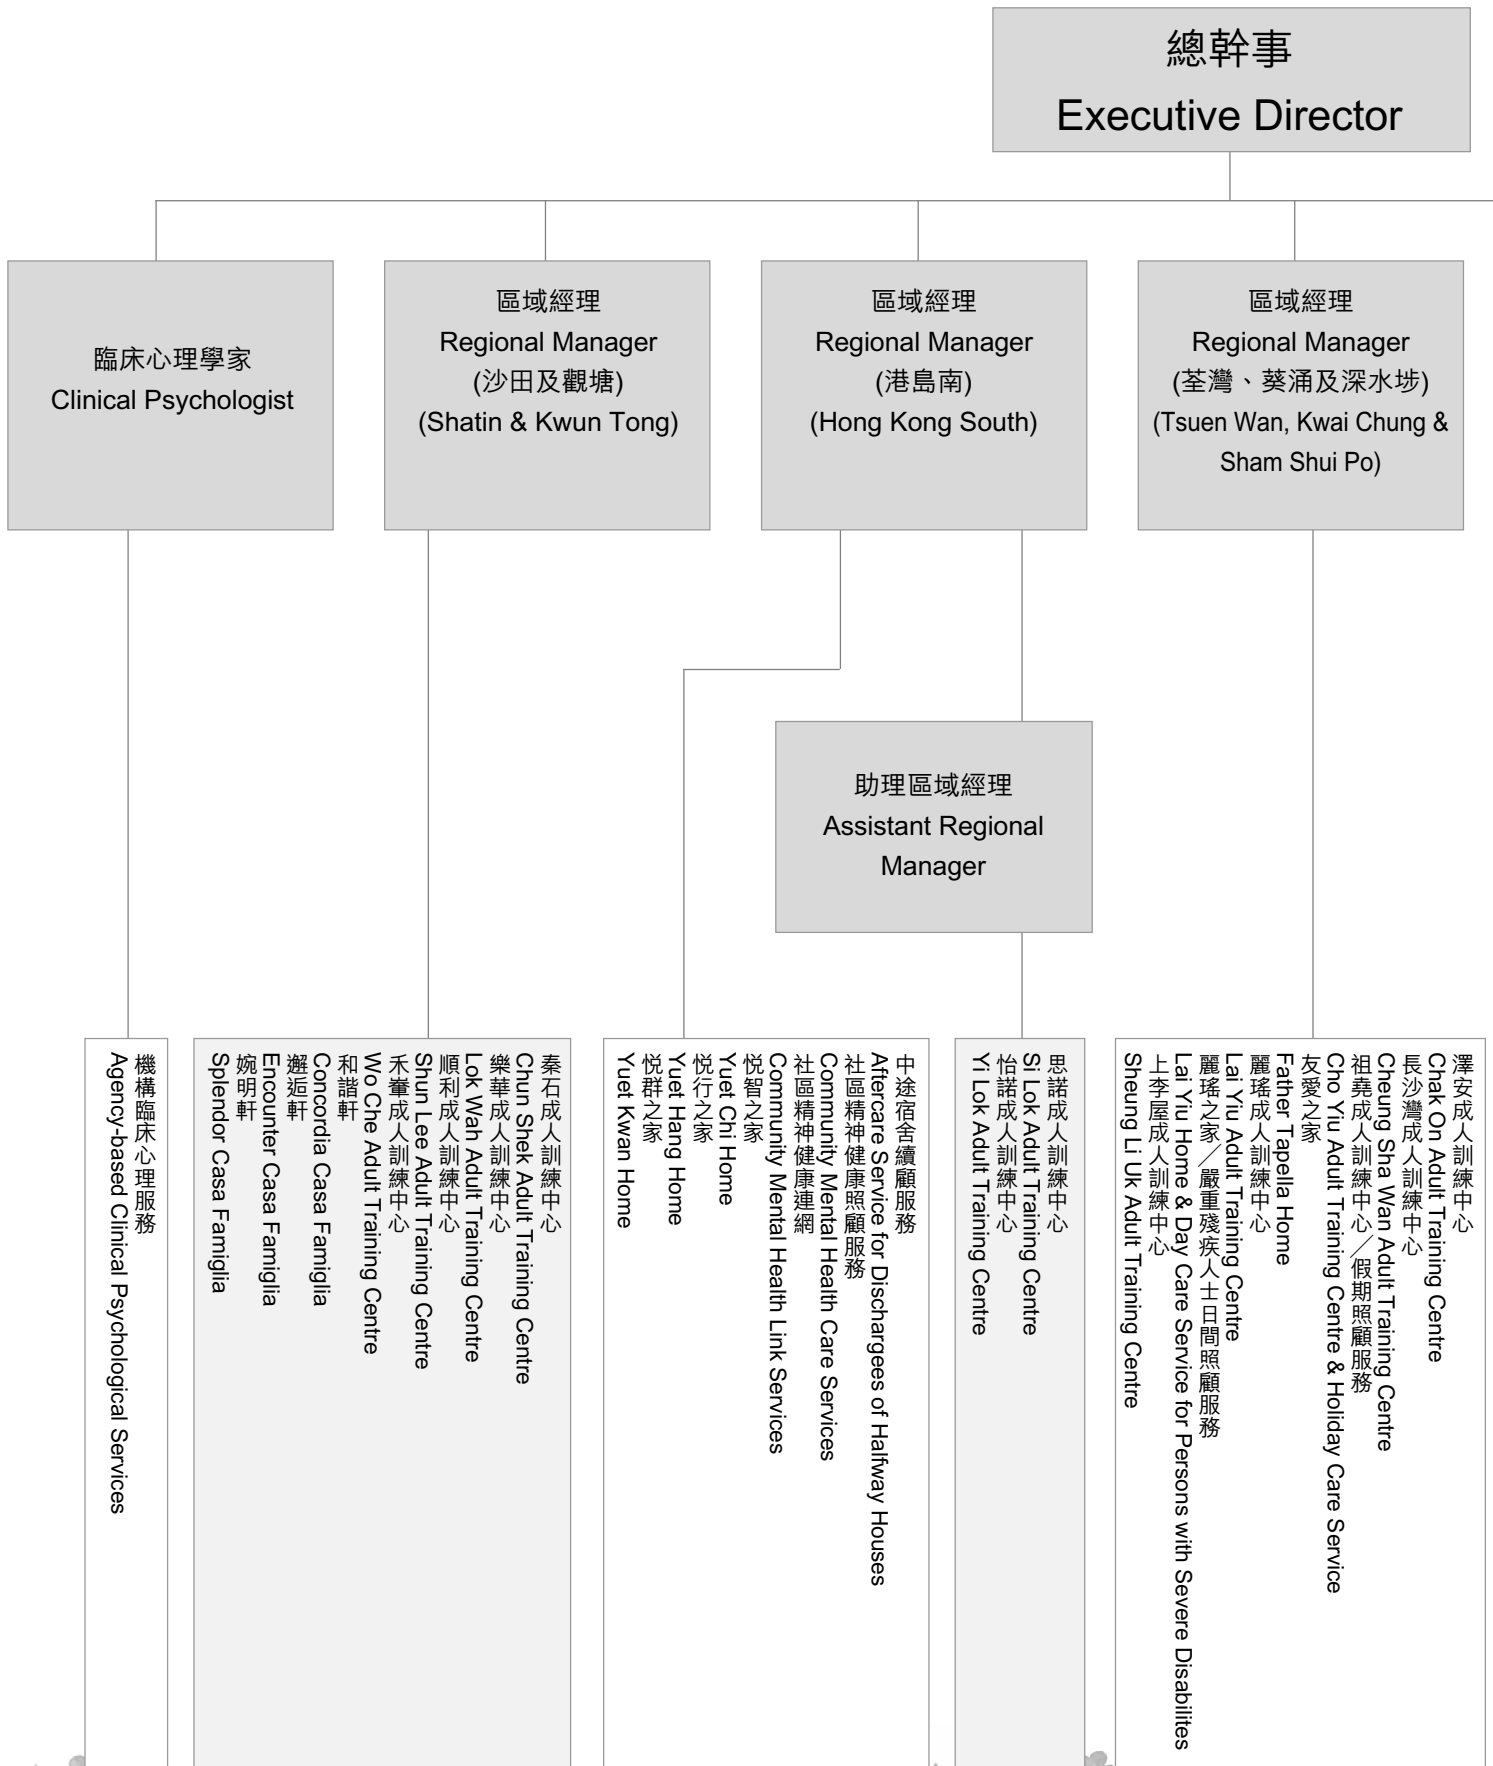 總幹事
Executive Director
臨床心理學家
Clinical Psychologist
區域經理
Regional Manager
(沙田及觀塘)
(Shatin & Kwun Tong)
區域經理
Regional Manager
(港島南)
(Hong Kong South)
區域經理
Regional Manager
(荃灣、葵涌及深水埗)
(Tsuen Wan, Kwai Chung &
Sham Shui Po)
助理區域經理
Assistant Regional
Manager
機構臨床心理服務
Agency-based Clinical Psychological Services
秦石成人訓練中心
Chun Shek Adult Training Centre
樂華成人訓練中心
Lok Wah Adult Training Centre
順利成人訓練中心
Shun Lee Adult Training Centre
禾輋成人訓練中心
Wo Che Adult Training Centre
和諧軒
Concordia Casa Famiglia
邂逅軒
Encounter Casa Famiglia
婉明軒
Splendor Casa Famiglia
中途宿舍續顧服務
Aftercare Service for Dischargees of Halfway Houses
社區精神健康照顧服務
Community Mental Health Care Services
社區精神健康連網
Community Mental Health Link Services
悦智之家
Yuet Chi Home
悦行之家
Yuet Hang Home
悦群之家
Yuet Kwan Home
思諾成人訓練中心
Si Lok Adult Training Centre
怡諾成人訓練中心
Yi Lok Adult Training Centre
澤安成人訓練中心
Chak On Adult Training Centre
長沙灣成人訓練中心
Cheung Sha Wan Adult Training Centre
祖堯成人訓練中心／假期照顧服務
Cho Yiu Adult Training Centre & Holiday Care Service
友愛之家
Father Tapella Home
麗瑤成人訓練中心
Lai Yiu Adult Training Centre
麗瑤之家／嚴重殘疾人士日間照顧服務
Lai Yiu Home & Day Care Service for Persons with Severe Disabilites
上李屋成人訓練中心
Sheung Li Uk Adult Training Centre